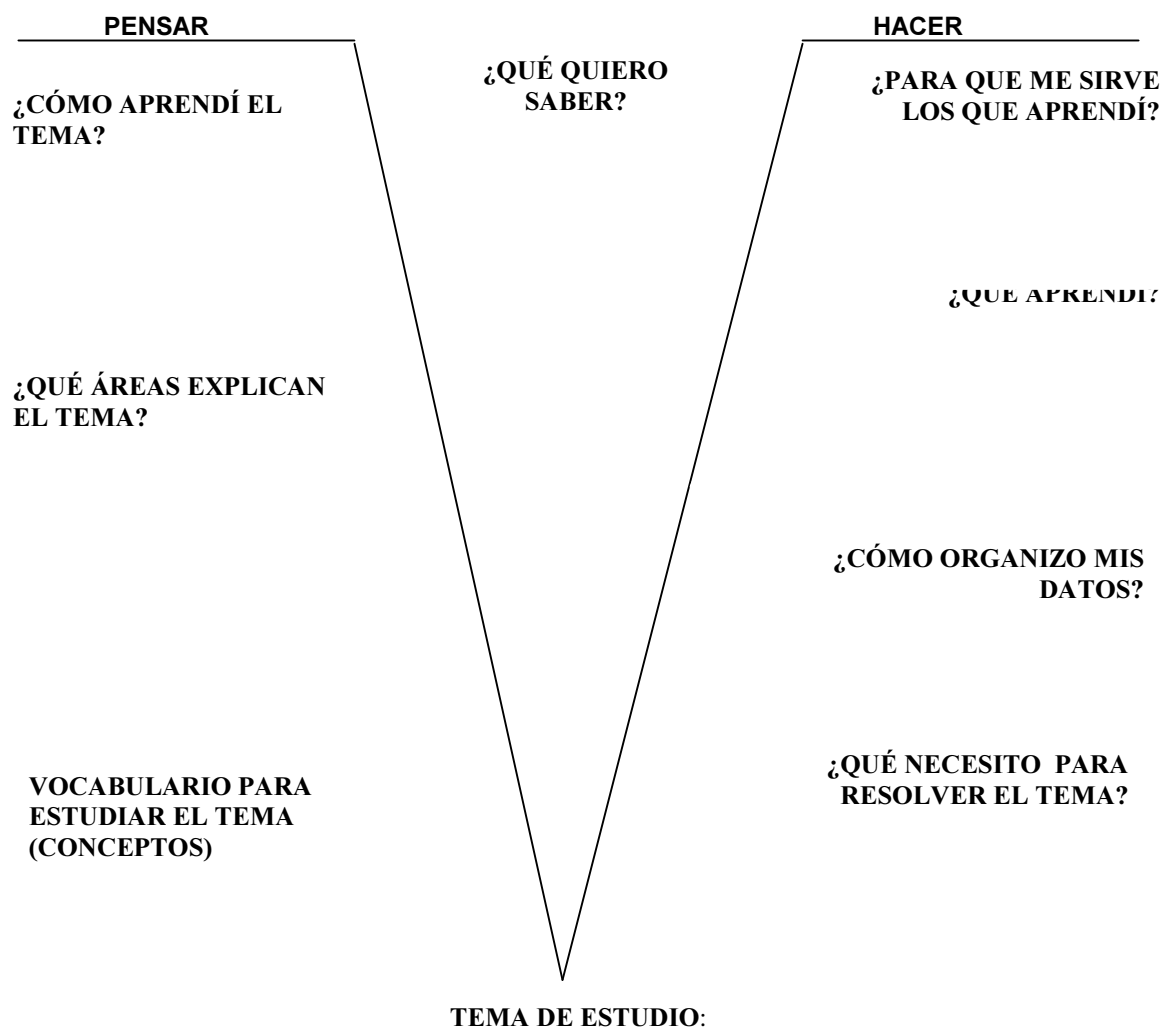 PENSAR
HACER
¿QUÉ QUIERO
SABER?
¿CÓMO APRENDÍ EL
TEMA?
¿PARA QUE ME SIRVE
LOS QUE APRENDÍ?
¿QUE APRENDI?
¿QUÉ ÁREAS EXPLICAN
EL TEMA?
¿CÓMO ORGANIZO MIS
DATOS?
¿QUÉ NECESITO PARA
RESOLVER EL TEMA?
VOCABULARIO PARA
ESTUDIAR EL TEMA
(CONCEPTOS)
TEMA DE ESTUDIO: